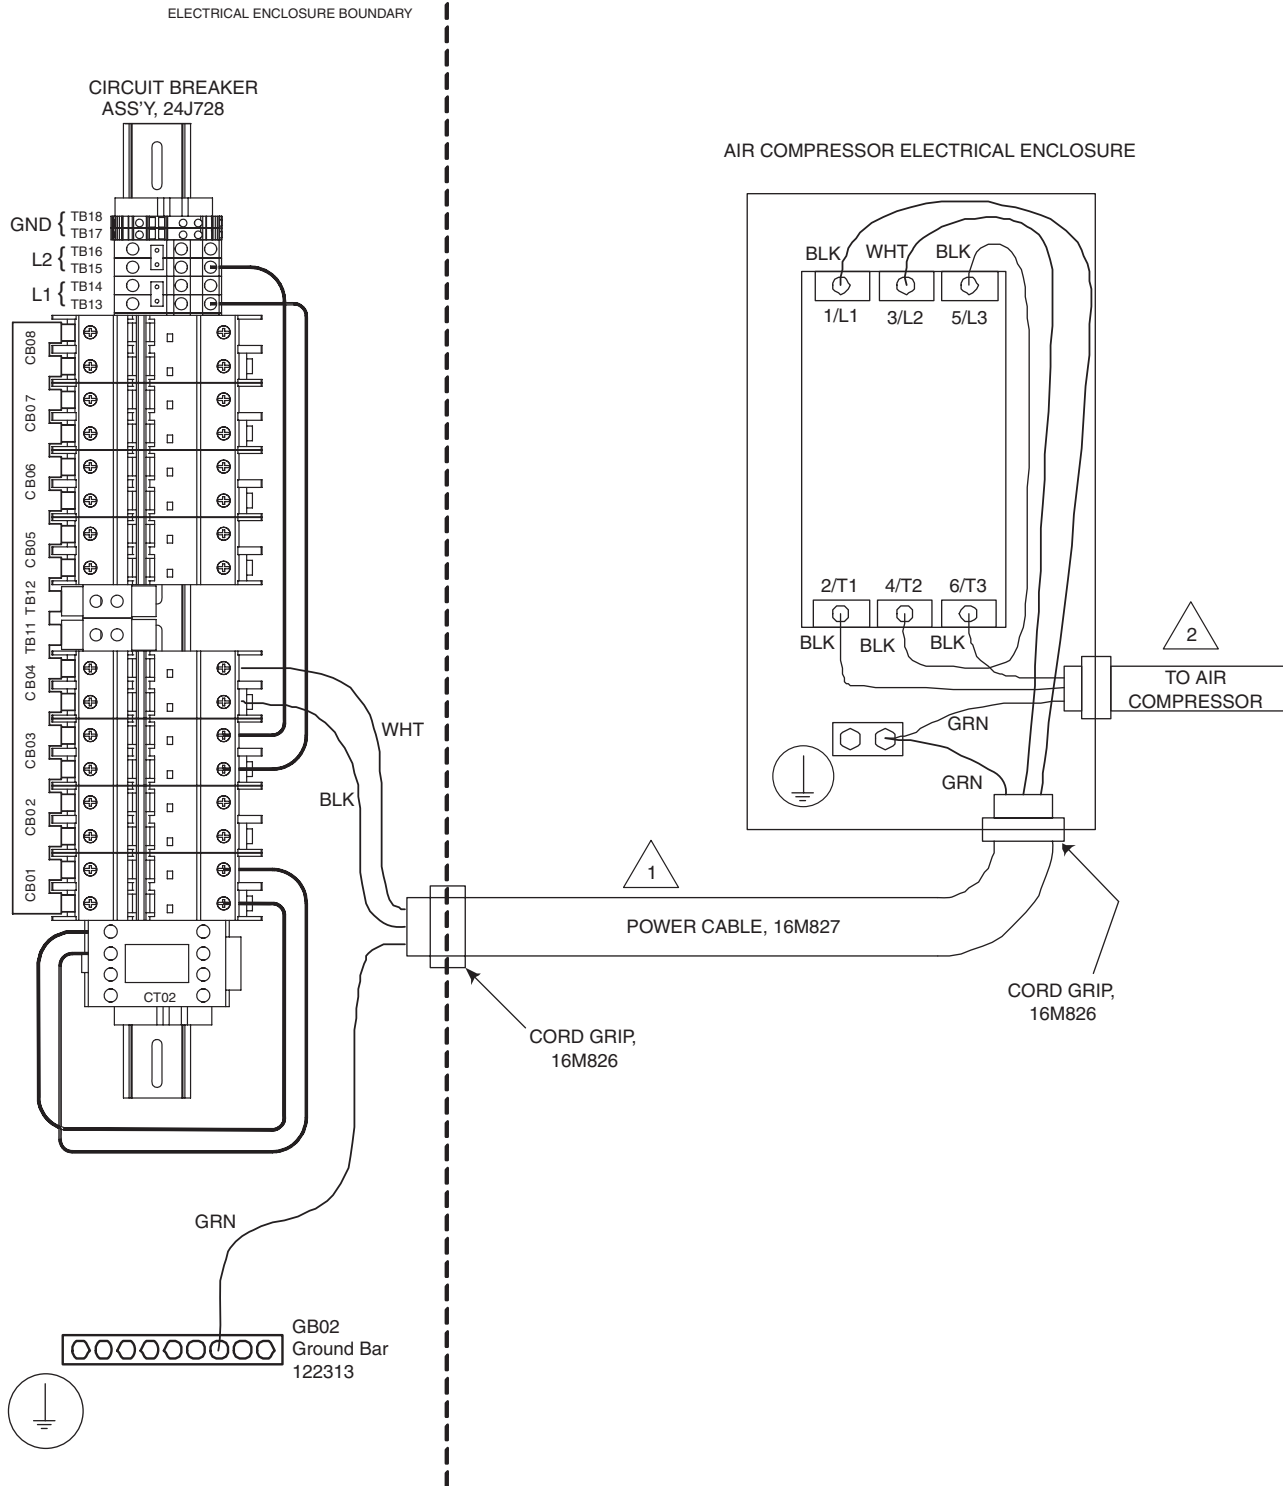 ELECTRICAL ENCLOSURE BOUNDARY
CIRCUIT BREAKER
ASS'Y, 24J728
AIR COMPRESSOR ELECTRICAL ENCLOSURE
GND { TB18
TB17
L2 { TB16
TB15
L1 { TB14
TB13
BLK WHT BLK
1/L1 3/L2 5/L3
CB08
CB07
CB06
CB05
TB12
TB11
CB04
CB03
CB02
CB01
2/T1 4/T2 6/T3
BLK BLK BLK
2
TO AIR
COMPRESSOR
GRN
GRN
WHT
BLK
1
POWER CABLE, 16M827
CORD GRIP,
16M826
CORD GRIP,
16M826
CT02
GRN
GB02
Ground Bar
122313